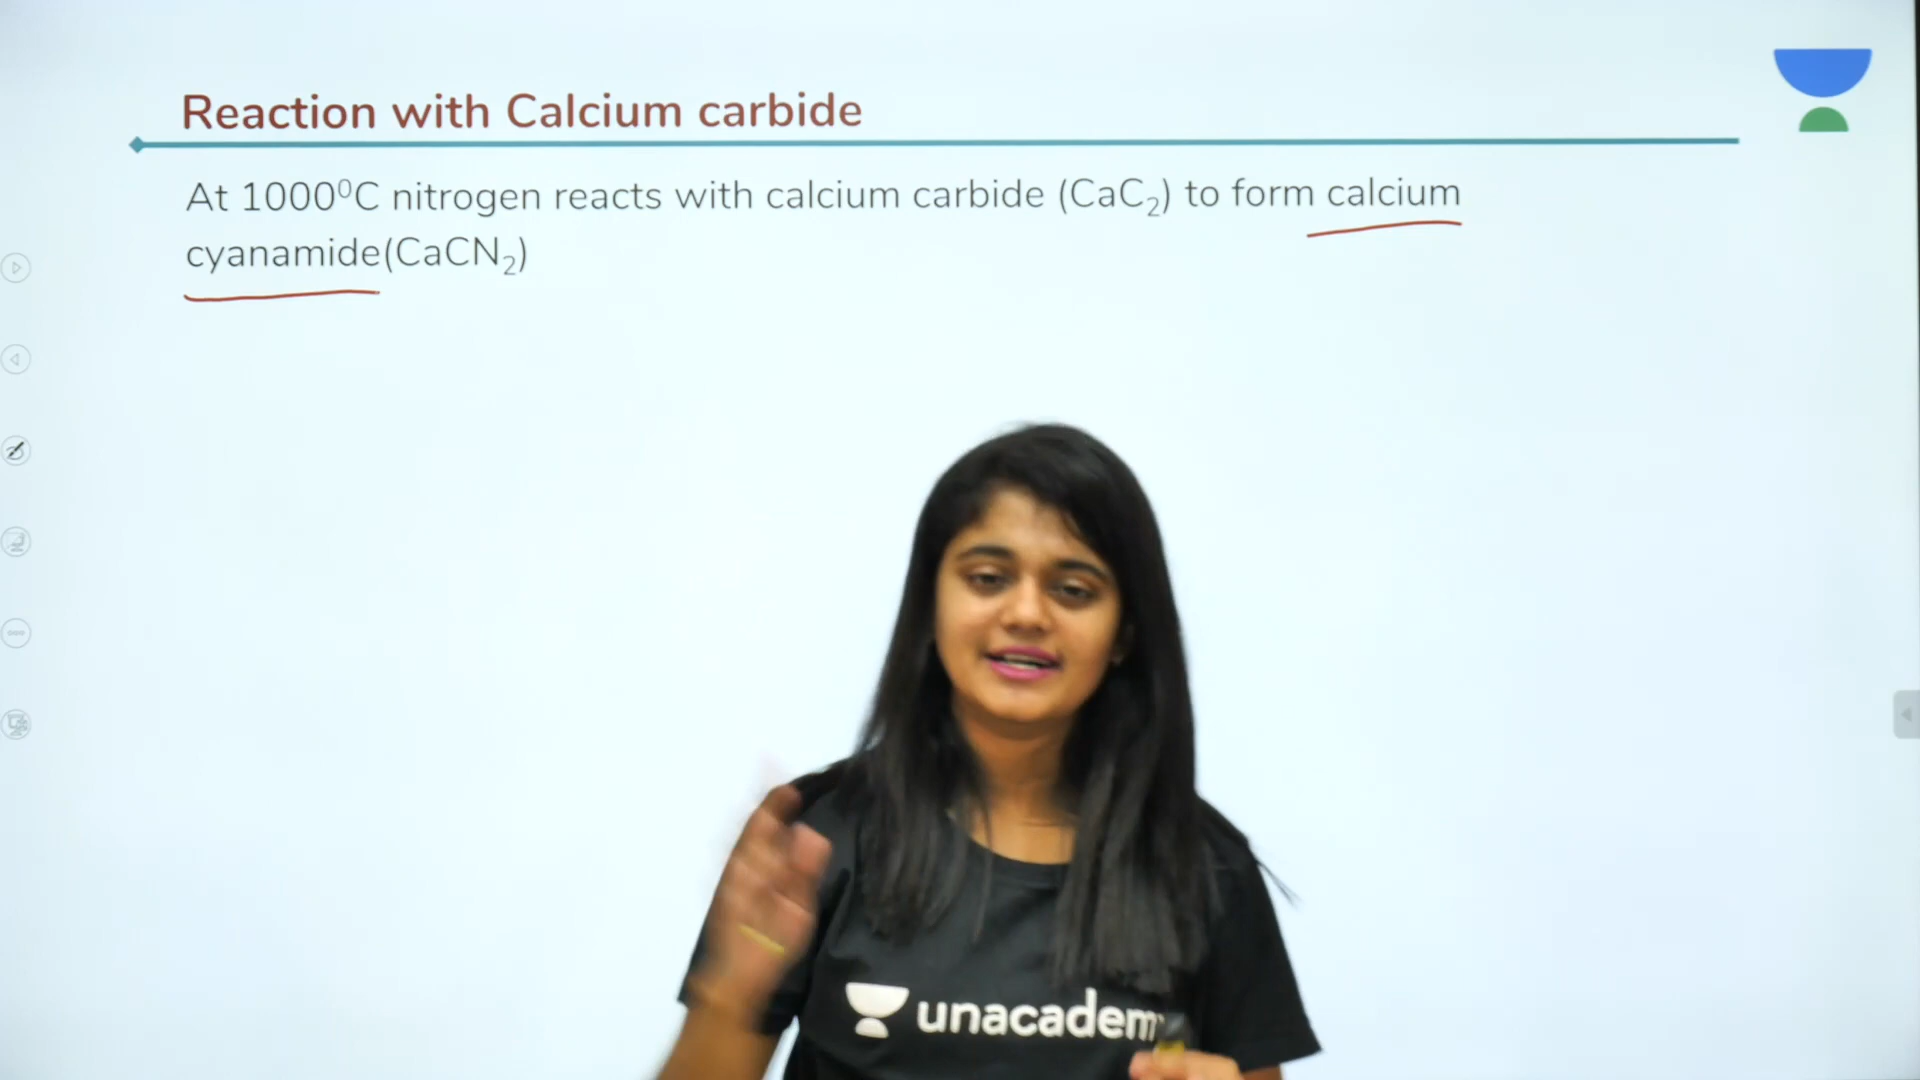 Reaction with Calcium carbide
At 1000⁰C nitrogen reacts with calcium carbide (CaC₂) to form calcium
cyanamide(CaCN₂)
unacadem